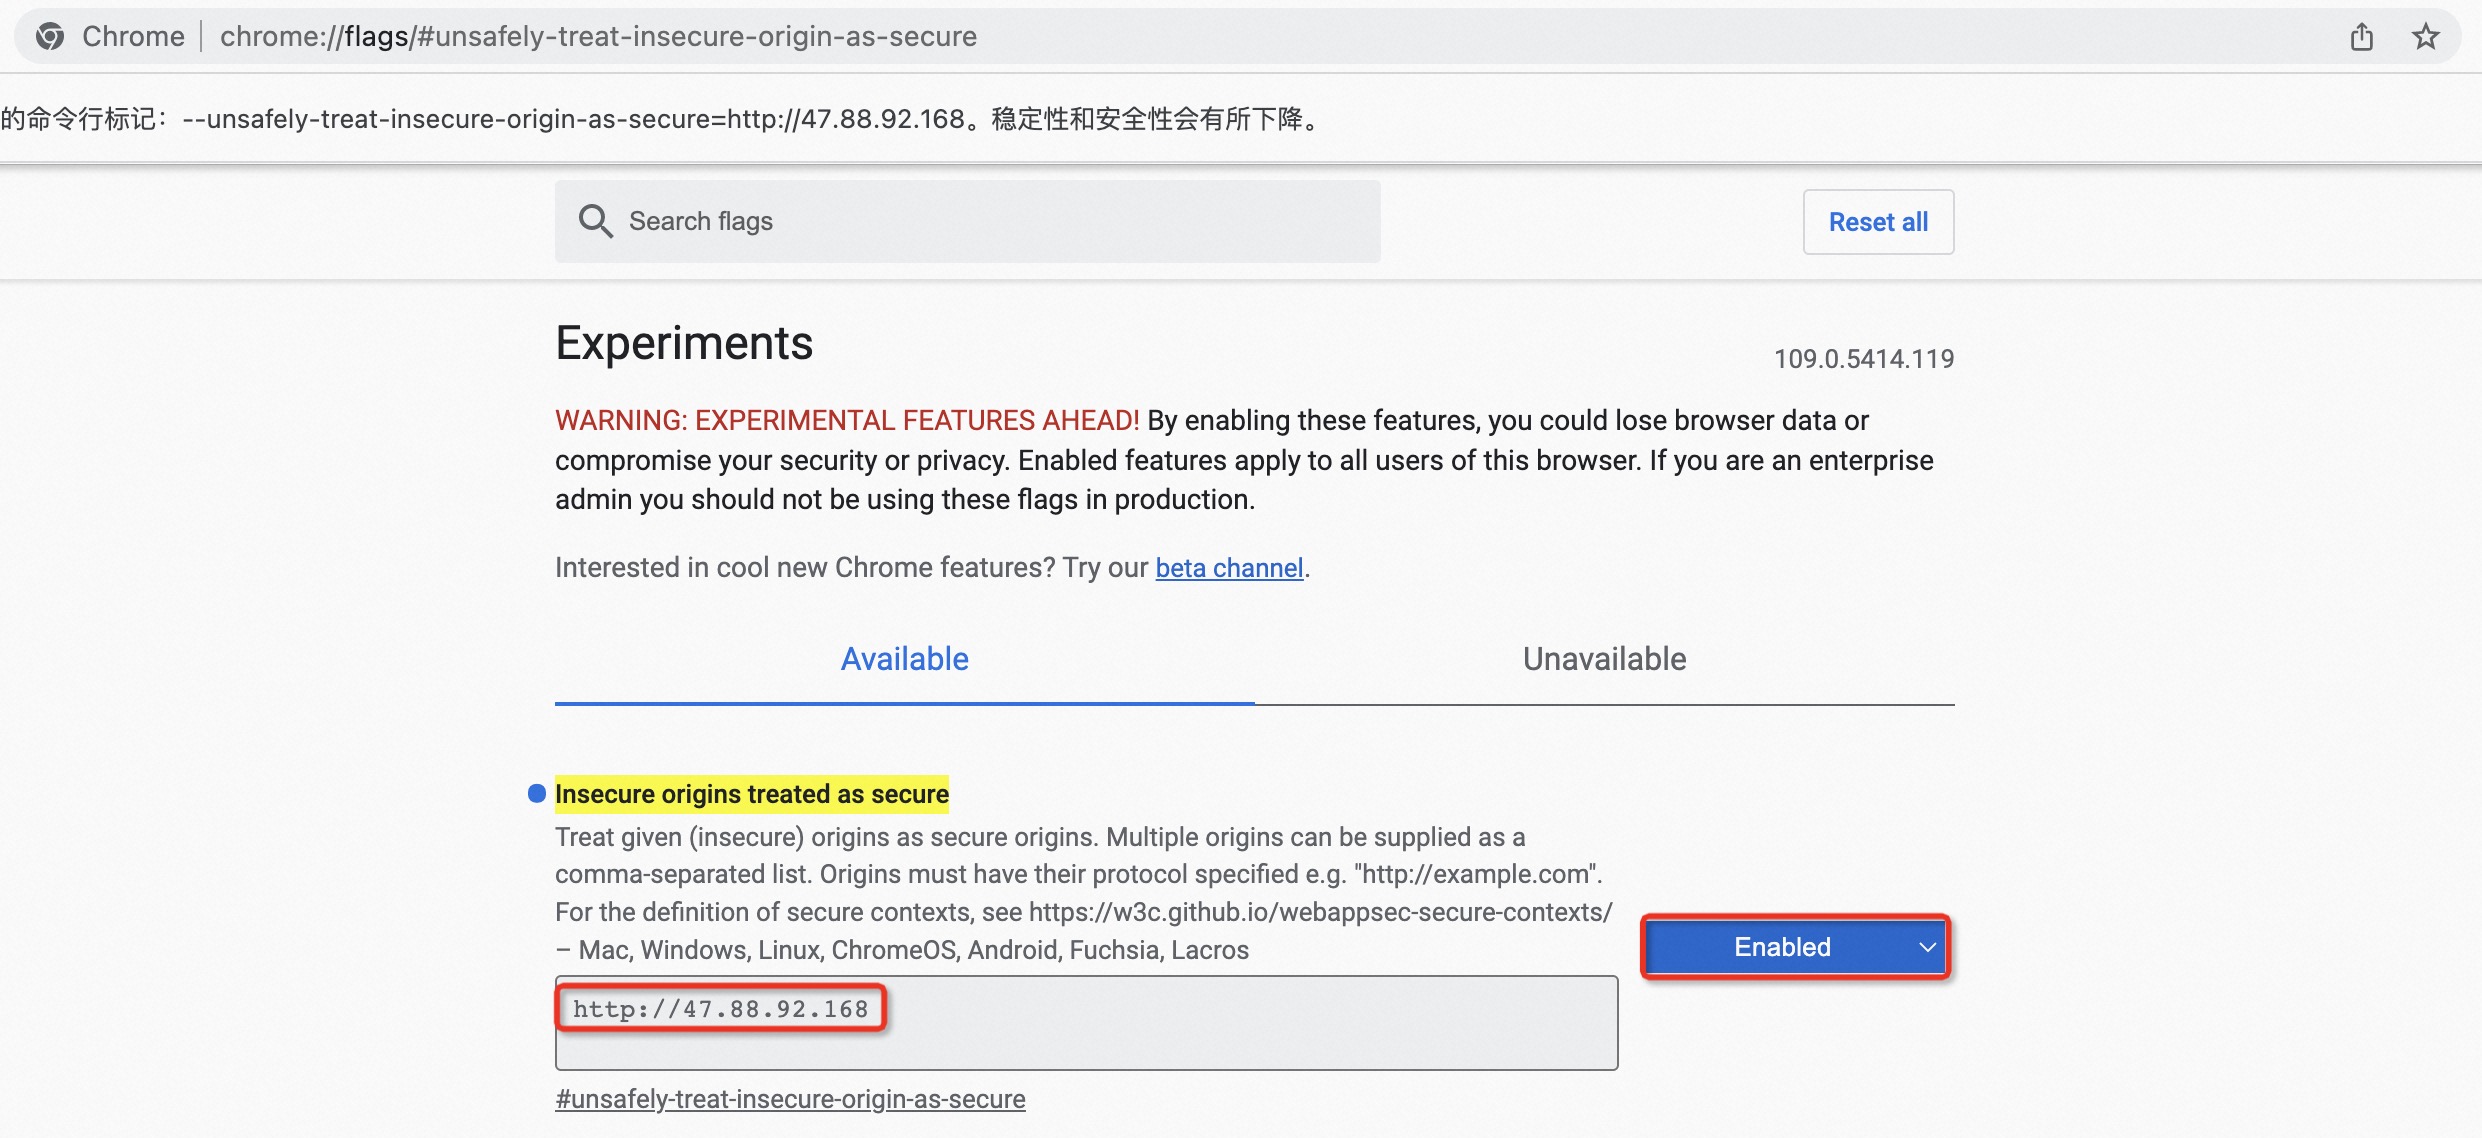 Chrome
chrome://flags/#unsafely-treat-insecure-origin-as-secure
的命令行标记：--unsafely-treat-insecure-origin-as-secure=http://47.88.92.168。稳定性和安全性会有所下降。
Search flags
Reset all
Experiments
109.0.5414.119
WARNING: EXPERIMENTAL FEATURES AHEAD! By enabling these features, you could lose browser data or
compromise your security or privacy. Enabled features apply to all users of this browser. If you are an enterprise
admin you should not be using these flags in production.
Interested in cool new Chrome features? Try our beta channel.
Available
Unavailable
Insecure origins treated as secure
Treat given (insecure) origins as secure origins. Multiple origins can be supplied as a
comma-separated list. Origins must have their protocol specified e.g. "http://example.com".
For the definition of secure contexts, see https://w3c.github.io/webappsec-secure-contexts/
– Mac, Windows, Linux, ChromeOS, Android, Fuchsia, Lacros
Enabled
http://47.88.92.168
#unsafely-treat-insecure-origin-as-secure